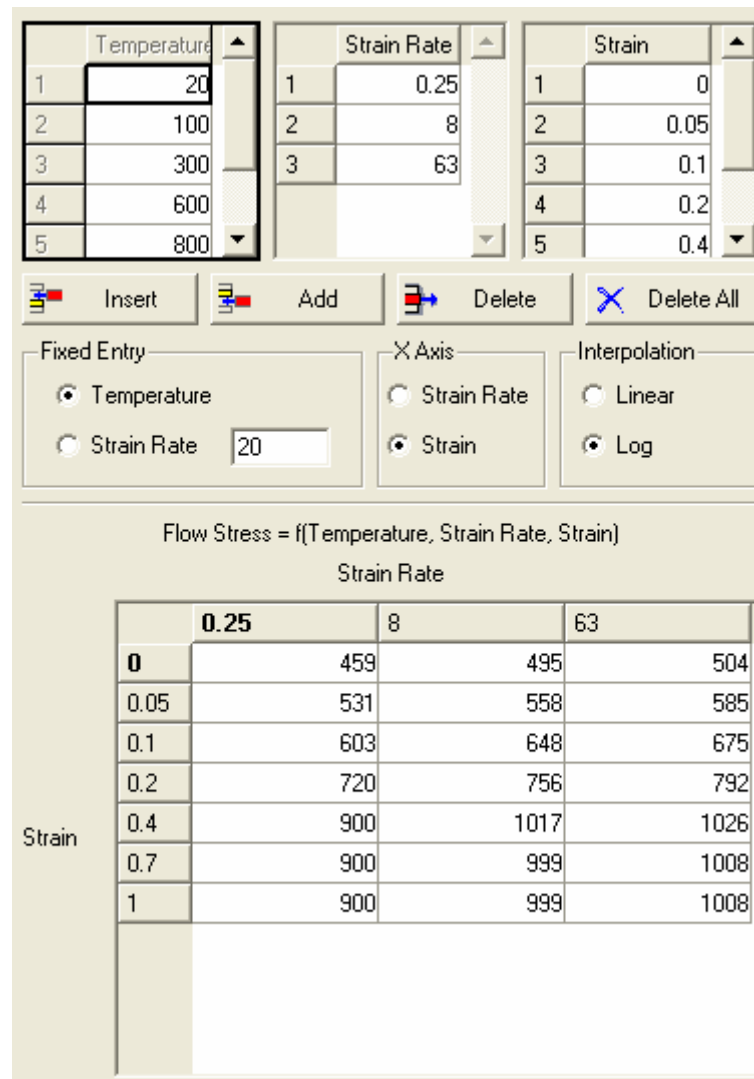 Temperature Strain Rate Strain
1 20 1 0.25 1 0
2 100 2 8 2 0.05
3 300 3 63 3 0.1
4 600 4 0.2
5 800 5 0.4
Insert Add Delete Delete All
Fixed Entry X Axis Interpolation
Temperature Strain Rate Linear
Strain Rate 20 Strain Log
Flow Stress = f(Temperature, Strain Rate, Strain)
Strain Rate
0.25 8 63
0 459 495 504
0.05 531 558 585
0.1 603 648 675
0.2 720 756 792
Strain 0.4 900 1017 1026
0.7 900 999 1008
1 900 999 1008